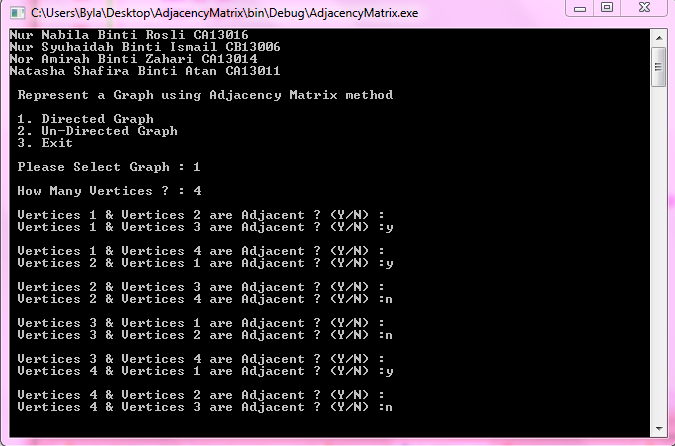 C:\Users\Byla\Desktop\AdjacencyMatrix\bin\Debug\AdjacencyMatrix.exe
Nur Nabila Binti Rosli CA13016
Nur Syuhaidah Binti Ismail CB13006
Nor Amirah Binti Zahari CA13014
Natasha Shafira Binti Atan CA13011
Represent a Graph using Adjacency Matrix method
1. Directed Graph
2. Un-Directed Graph
3. Exit
Please Select Graph : 1
How Many Vertices ? : 4
Vertices 1 & Vertices 2 are Adjacent ? (Y/N) :
Vertices 1 & Vertices 3 are Adjacent ? (Y/N) :y
Vertices 1 & Vertices 4 are Adjacent ? (Y/N) :
Vertices 2 & Vertices 1 are Adjacent ? (Y/N) :y
Vertices 2 & Vertices 3 are Adjacent ? (Y/N) :
Vertices 2 & Vertices 4 are Adjacent ? (Y/N) :n
Vertices 3 & Vertices 1 are Adjacent ? (Y/N) :
Vertices 3 & Vertices 2 are Adjacent ? (Y/N) :n
Vertices 3 & Vertices 4 are Adjacent ? (Y/N) :
Vertices 4 & Vertices 1 are Adjacent ? (Y/N) :y
Vertices 4 & Vertices 2 are Adjacent ? (Y/N) :
Vertices 4 & Vertices 3 are Adjacent ? (Y/N) :n